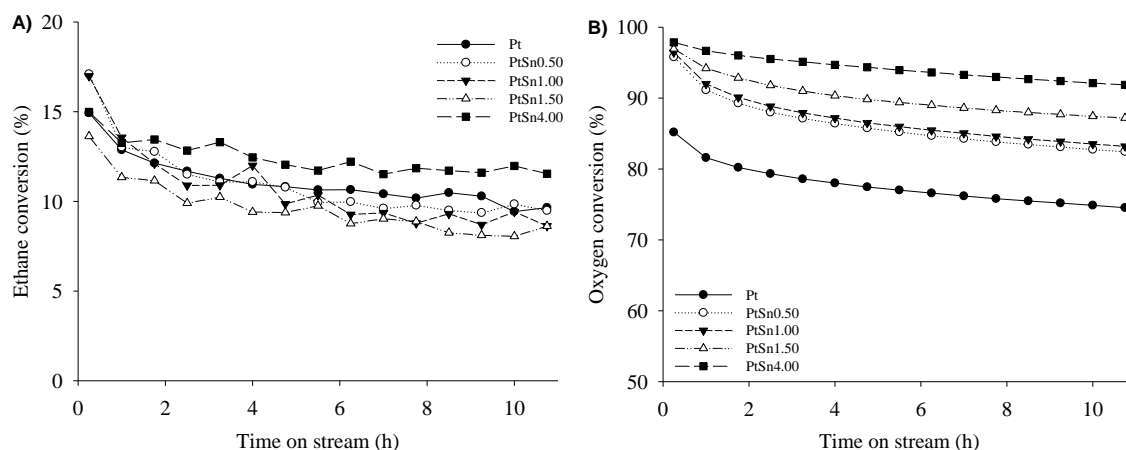 A)
20
15
10
5
0
Ethane conversion (%)
Pt
PtSn0.50
PtSn1.00
PtSn1.50
PtSn4.00
0 2 4 6 8 10
Time on stream (h)
B)
100
90
80
70
60
50
Oxygen conversion (%)
Pt
PtSn0.50
PtSn1.00
PtSn1.50
PtSn4.00
0 2 4 6 8 10
Time on stream (h)